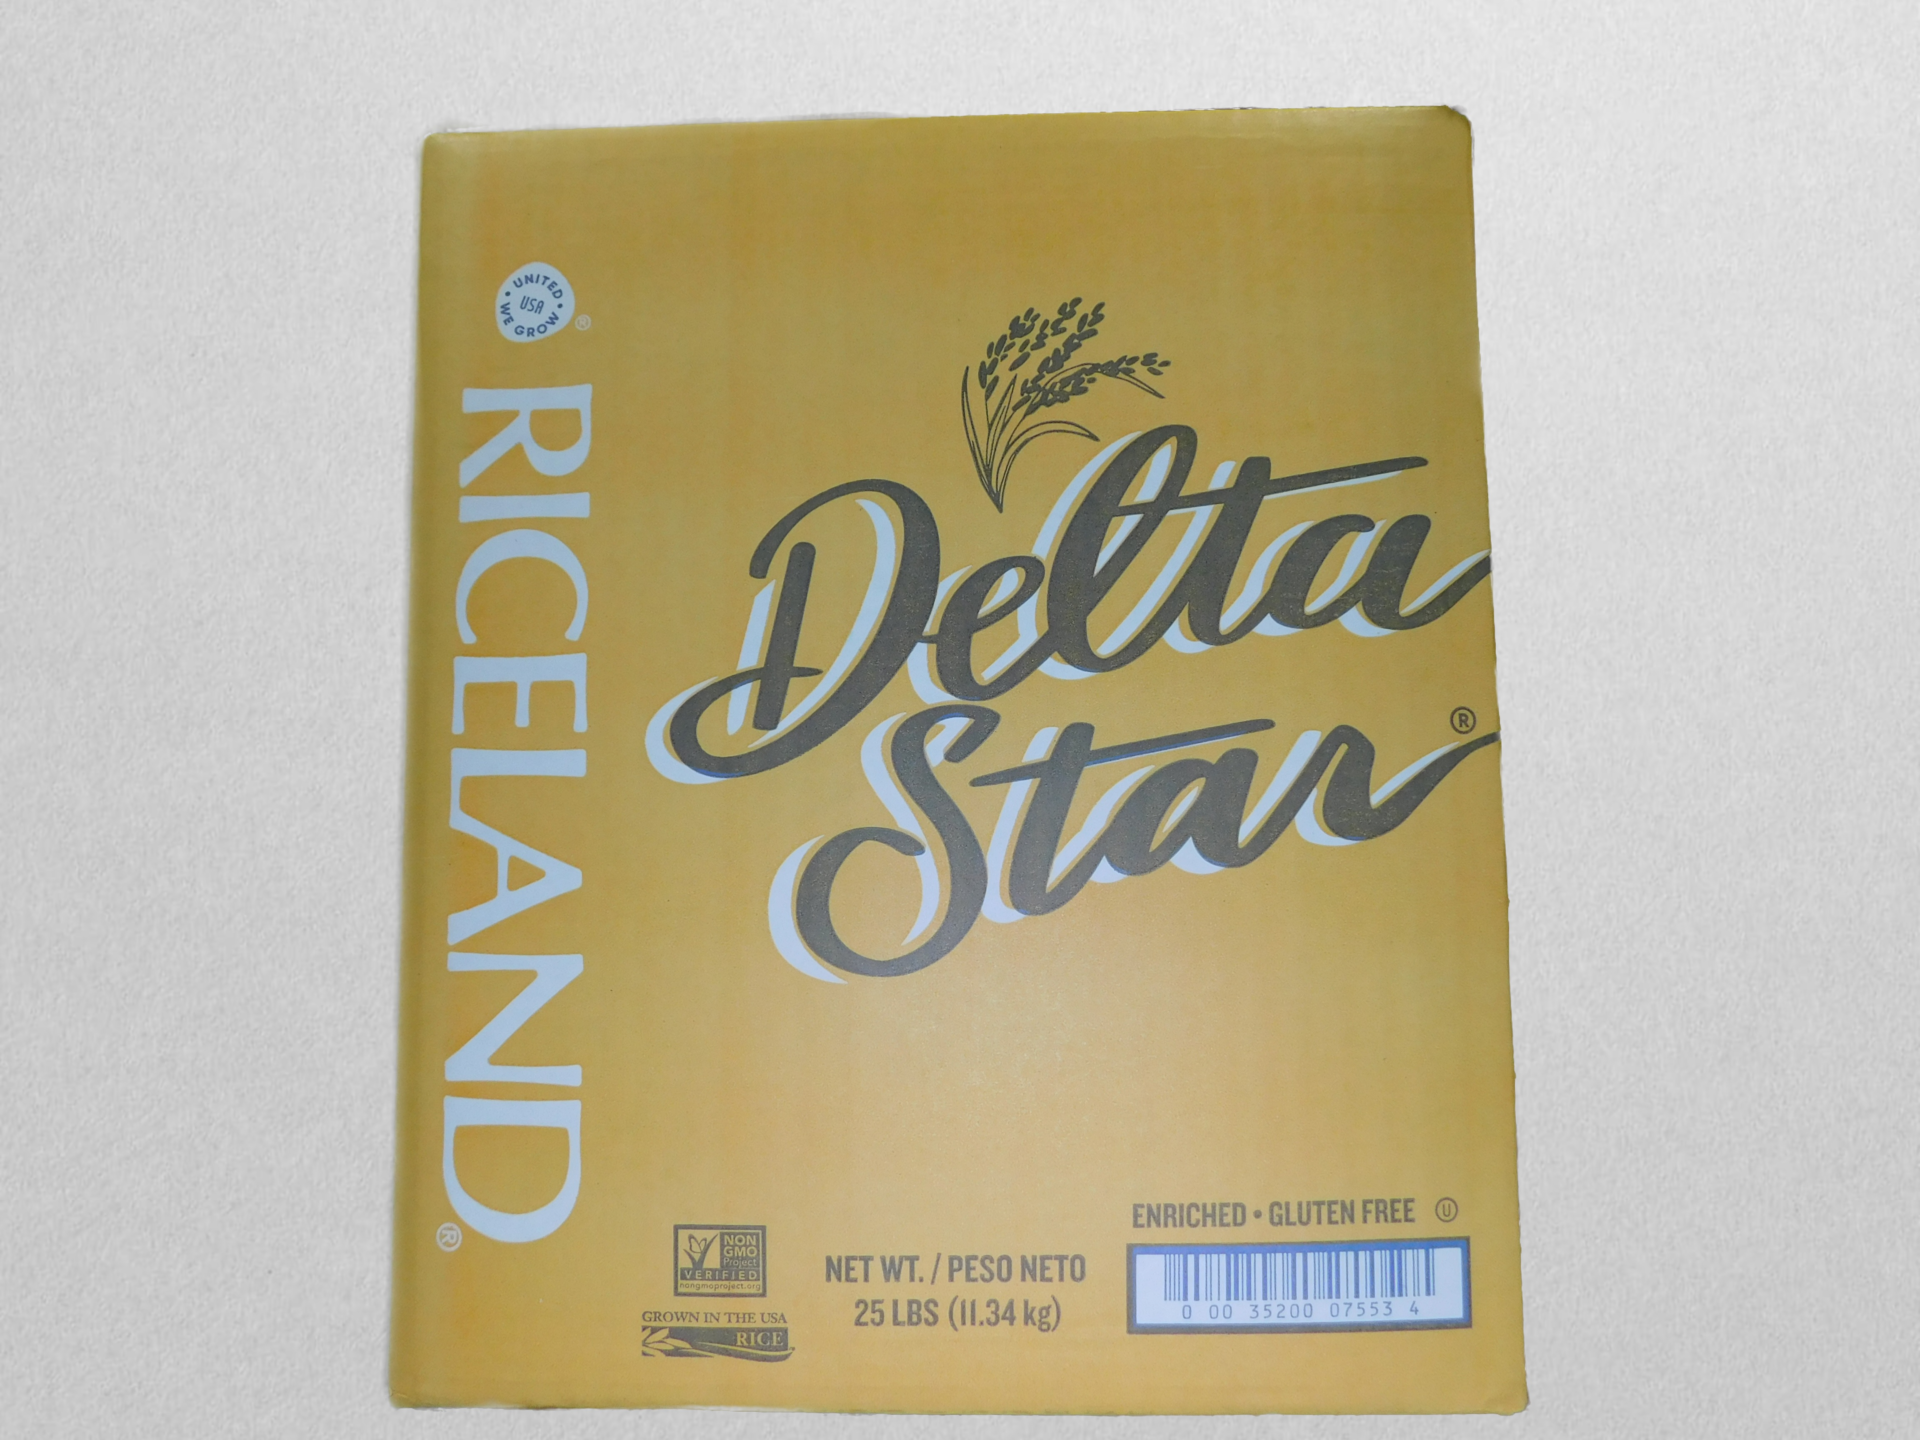 UNITED
USA
WE GROW
®
RICELAND®
Delta
Star®
NON
GMO
Project
VERIFIED
nongmoproject.org
GROWN IN THE USA
RICE
NET WT. / PESO NETO
25 LBS (11.34 kg)
ENRICHED • GLUTEN FREE Ⓤ
0 00 35200 07553 4